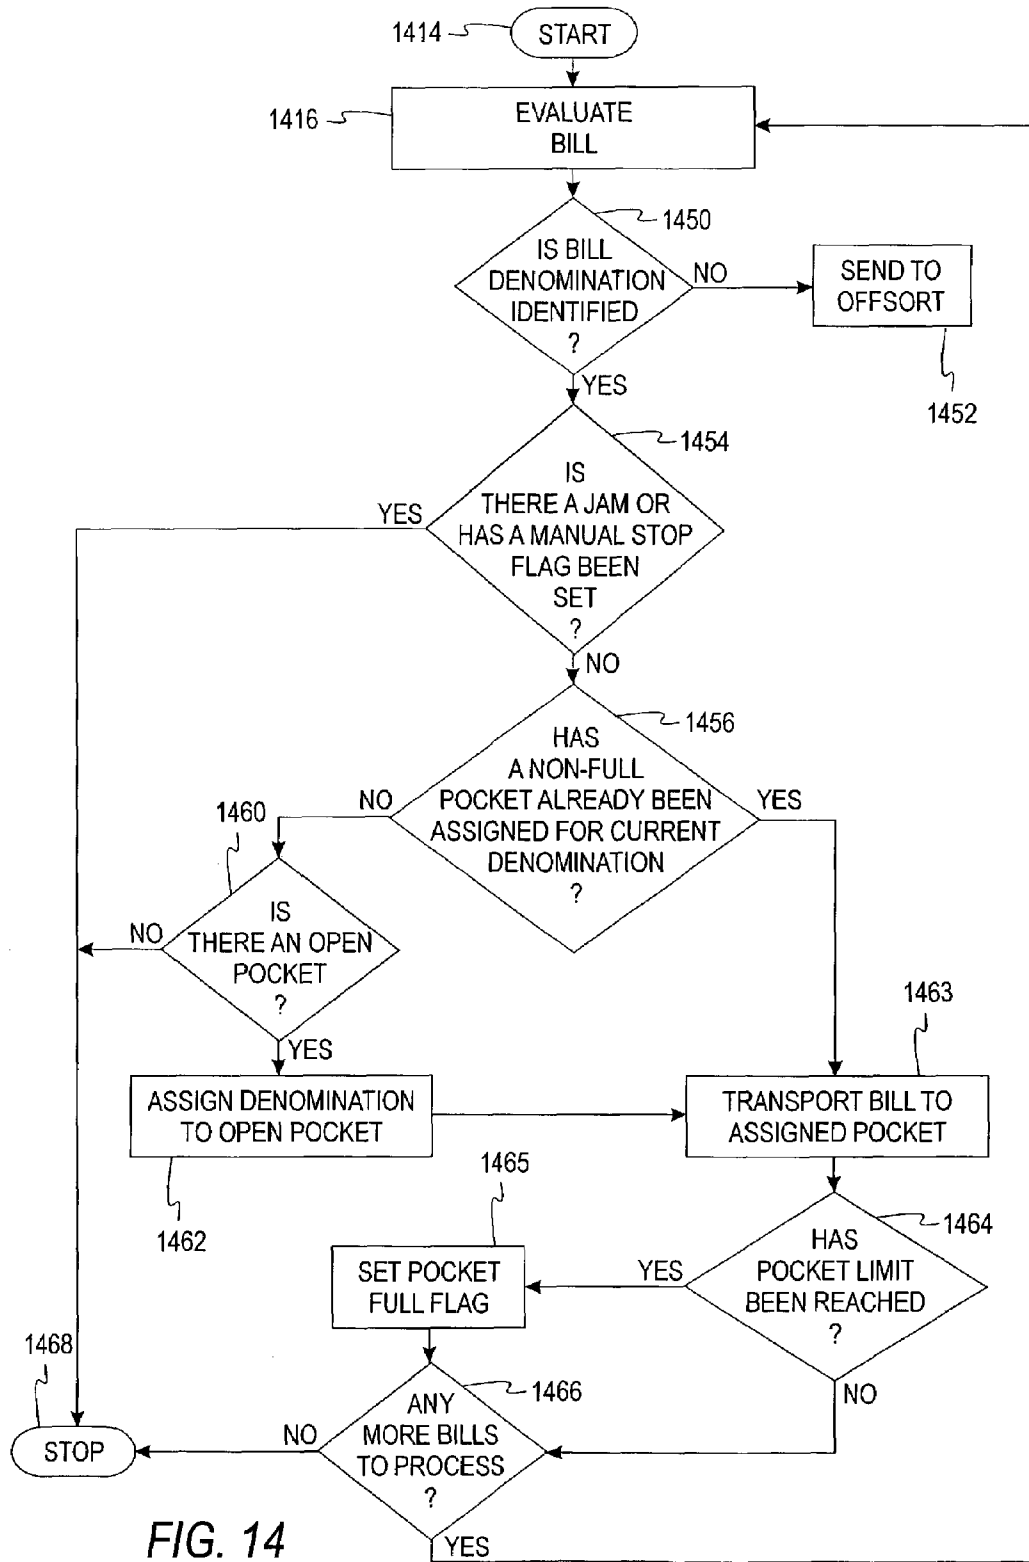 1414
START
1416
EVALUATE
BILL
1450
IS BILL
DENOMINATION
IDENTIFIED
?
NO
SEND TO
OFFSORT
1452
YES
1454
IS
THERE A JAM OR
HAS A MANUAL STOP
FLAG BEEN
SET
?
YES
NO
1456
HAS
A NON-FULL
POCKET ALREADY BEEN
ASSIGNED FOR CURRENT
DENOMINATION
?
NO
YES
1460
IS
THERE AN OPEN
POCKET
?
NO
YES
ASSIGN DENOMINATION
TO OPEN POCKET
1462
1463
TRANSPORT BILL TO
ASSIGNED POCKET
1464
HAS
POCKET LIMIT
BEEN REACHED
?
YES
NO
1465
SET POCKET
FULL FLAG
1466
ANY
MORE BILLS
TO PROCESS
?
NO
YES
1468
STOP
FIG. 14